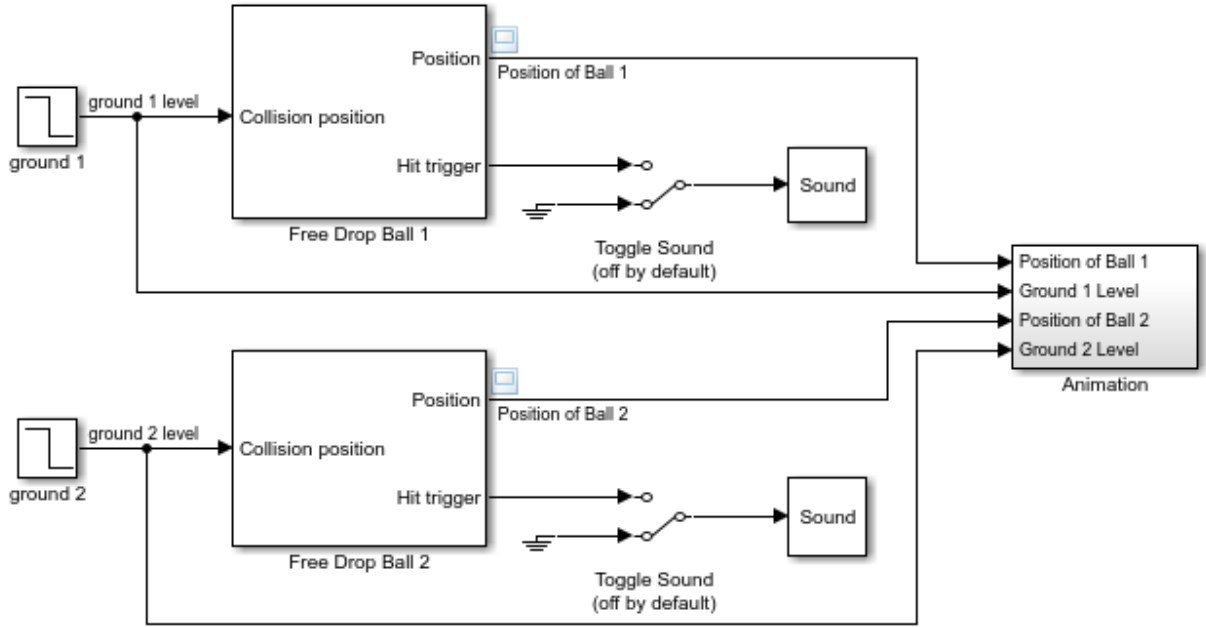 Position
Position of Ball 1
ground 1 level
Collision position
ground 1
Hit trigger
Sound
Free Drop Ball 1
Toggle Sound
(off by default)
Position of Ball 1
Ground 1 Level
Position of Ball 2
Ground 2 Level
Animation
Position
Position of Ball 2
ground 2 level
Collision position
ground 2
Hit trigger
Sound
Free Drop Ball 2
Toggle Sound
(off by default)